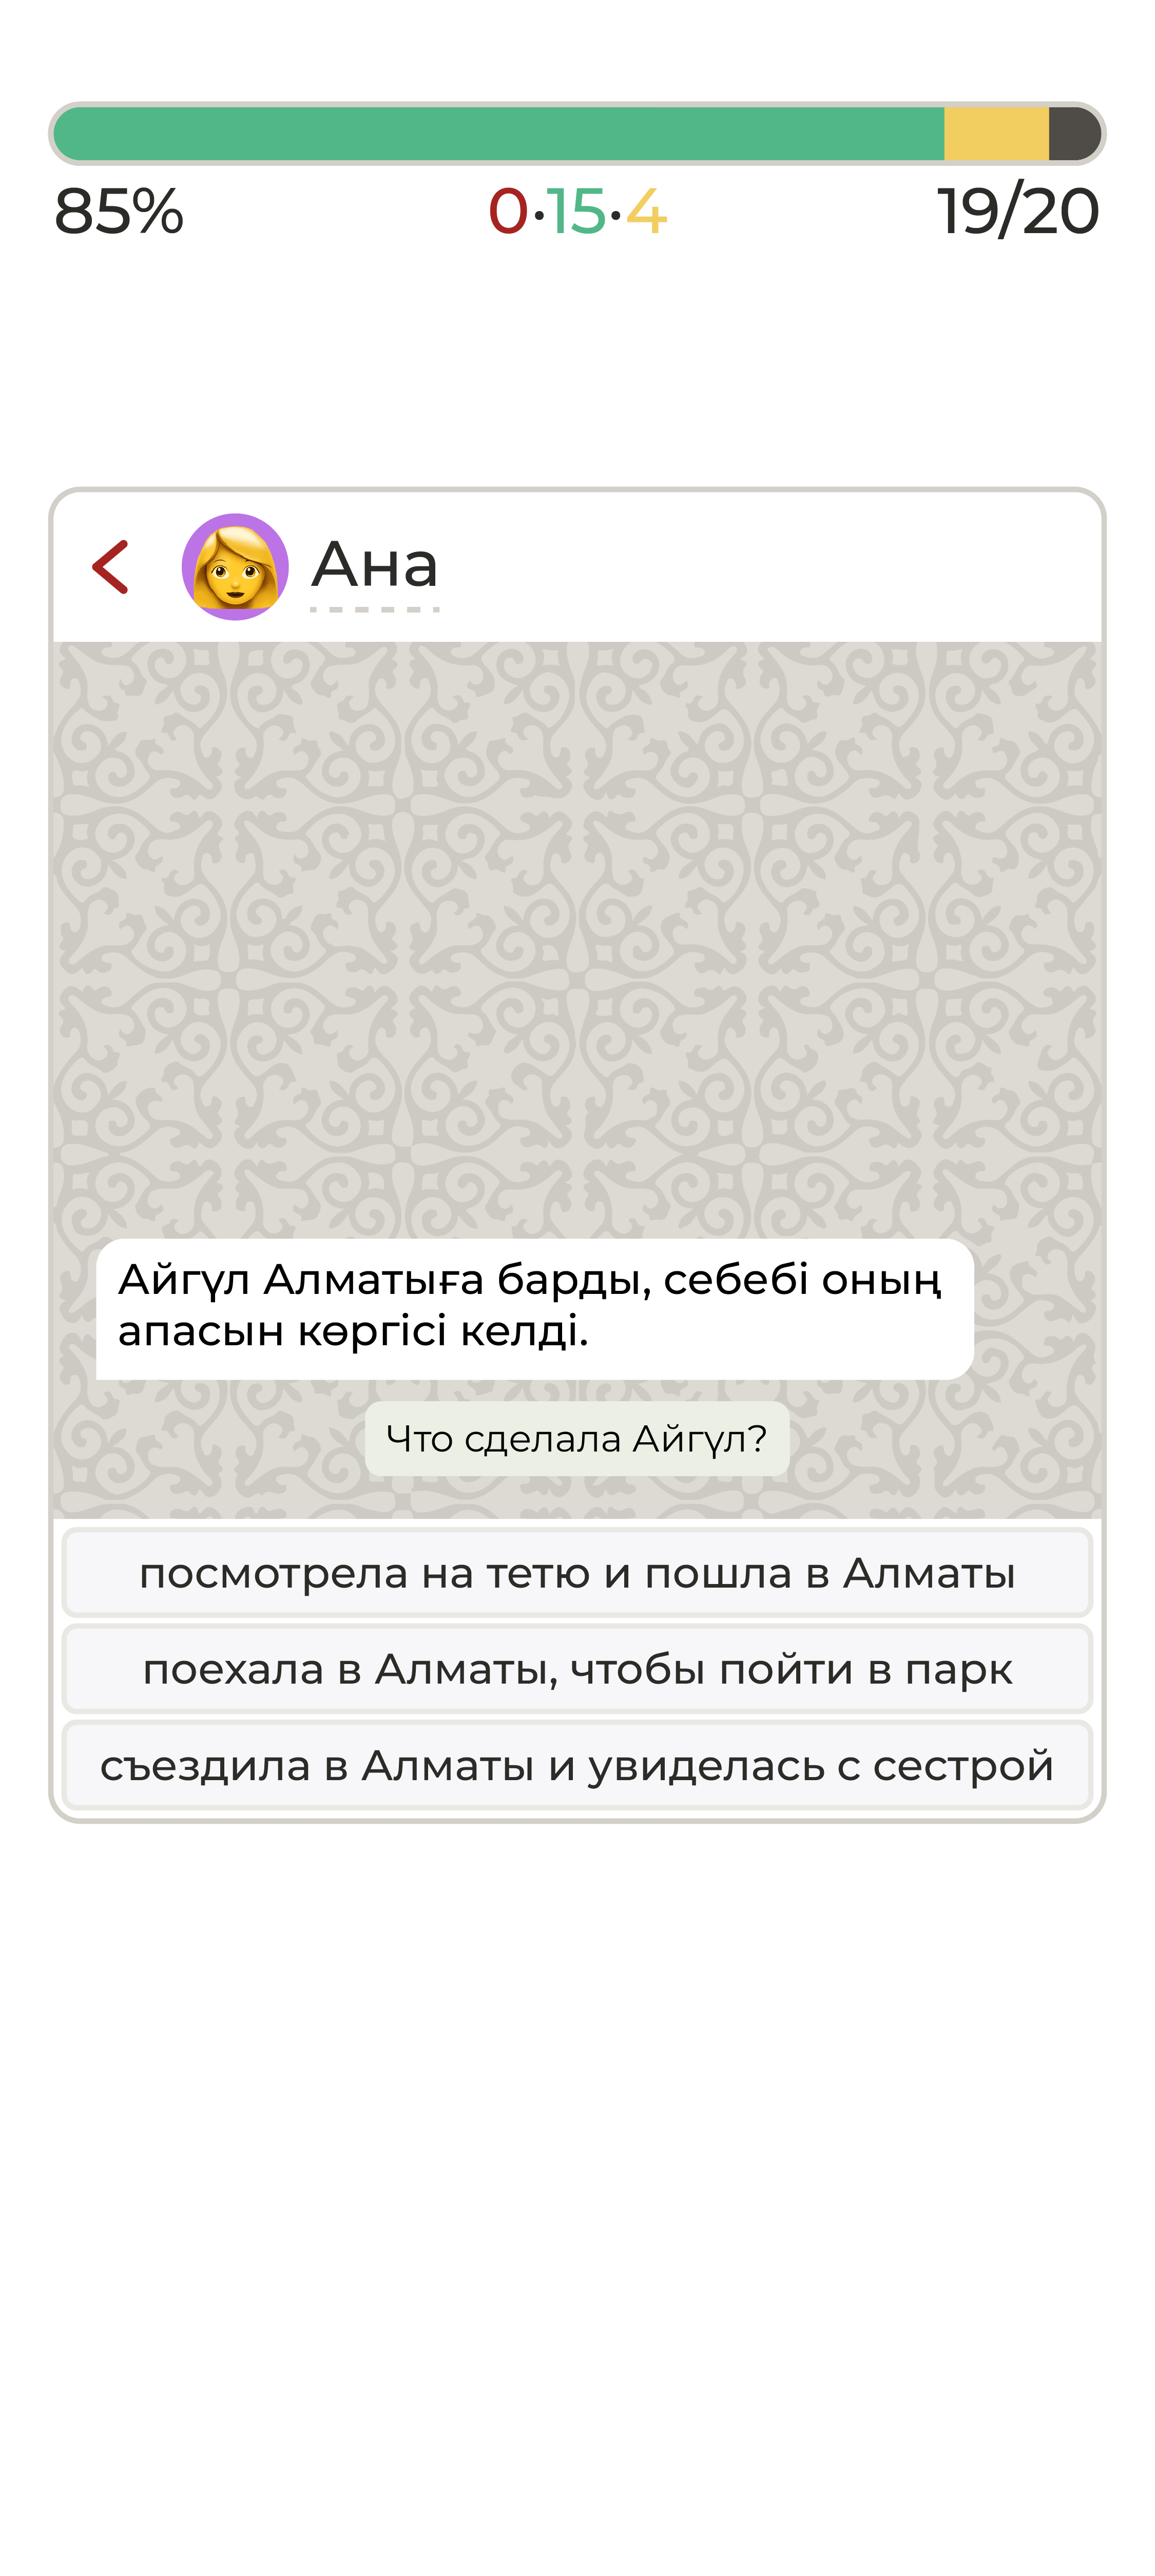 85%
0·15·4
19/20
Ана
Айгүл Алматыға барды, себебі оның
апасын көргісі келді.
Что сделала Айгүл?
посмотрела на тетю и пошла в Алматы
поехала в Алматы, чтобы пойти в парк
съездила в Алматы и увиделась с сестрой